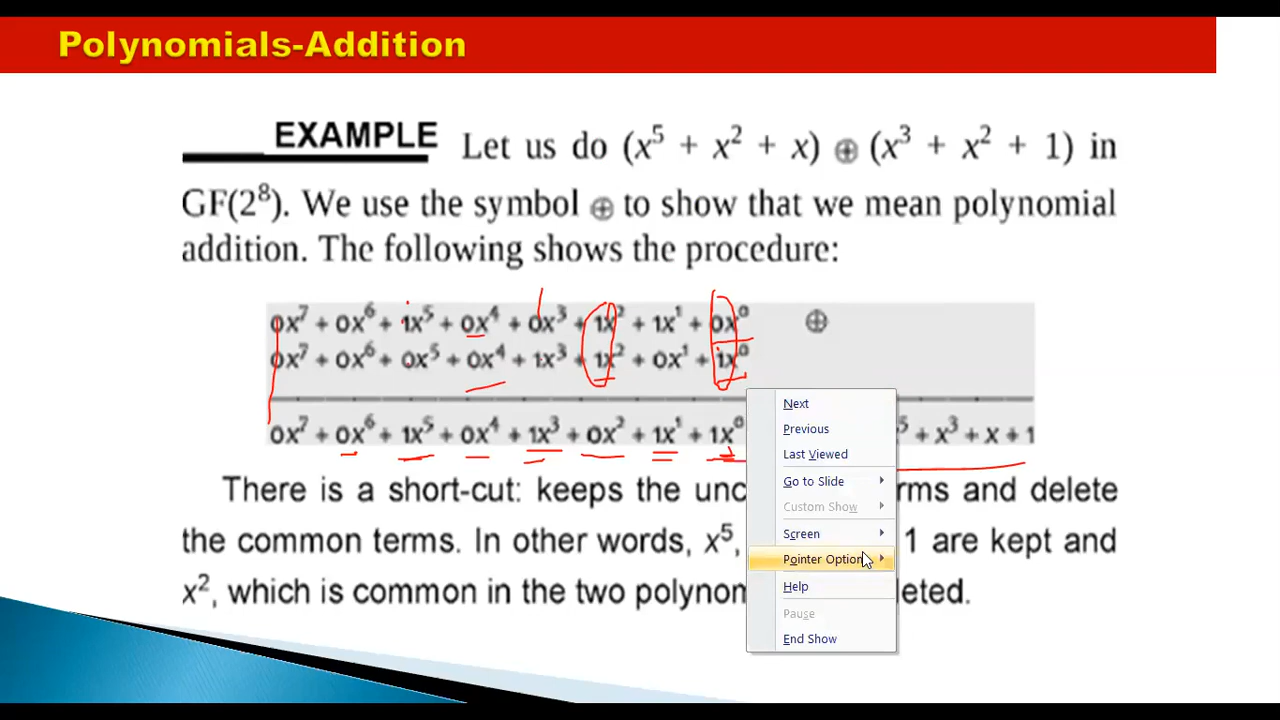 Polynomials-Addition
EXAMPLE Let us do (x⁵ + x² + x) ⊕ (x³ + x² + 1) in
GF(2⁸). We use the symbol ⊕ to show that we mean polynomial
addition. The following shows the procedure:
0x⁷ + 0x⁶ + 1x⁵ + 0x⁴ + 0x³ + 1x² + 1x¹ + 0x⁰ ⊕
0x⁷ + 0x⁶ + 0x⁵ + 0x⁴ + 1x³ + 1x² + 0x¹ + 1x⁰
0x⁷ + 0x⁶ + 1x⁵ + 0x⁴ + 1x³ + 0x² + 1x¹ + 1x⁰ ⁵ + x³ + x + 1
There is a short-cut: keeps the and delete
the common terms. In other words, x⁵, 1 are kept and
x², which is common in the two
Next
Previous
Last Viewed
Go to Slide
Custom Show
Screen
Pointer Option
Help
Pause
End Show